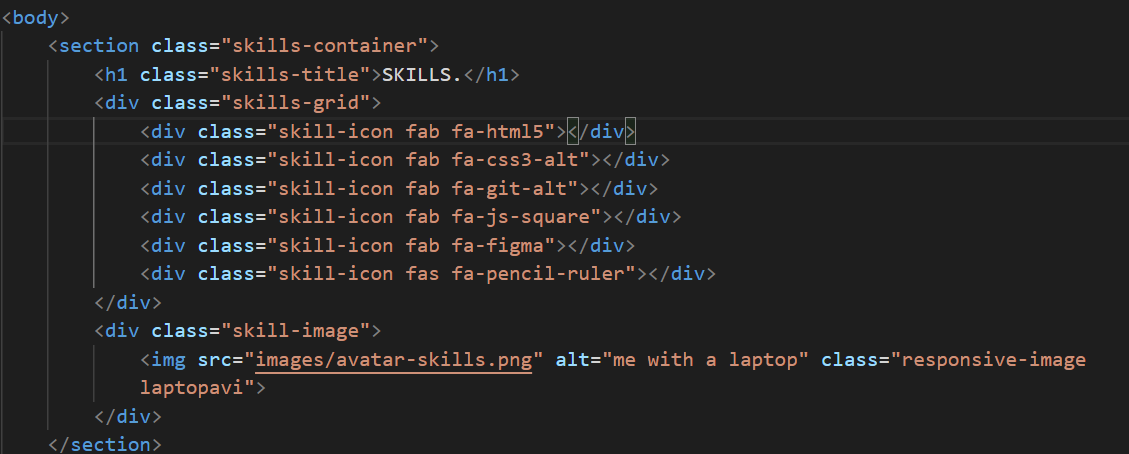 <body>
<section class="skills-container">
<h1 class="skills-title">SKILLS.</h1>
<div class="skills-grid">
<div class="skill-icon fab fa-html5"></div>
<div class="skill-icon fab fa-css3-alt"></div>
<div class="skill-icon fab fa-git-alt"></div>
<div class="skill-icon fab fa-js-square"></div>
<div class="skill-icon fab fa-figma"></div>
<div class="skill-icon fas fa-pencil-ruler"></div>
</div>
<div class="skill-image">
<img src="images/avatar-skills.png" alt="me with a laptop" class="responsive-image
laptopavi">
</div>
</section>